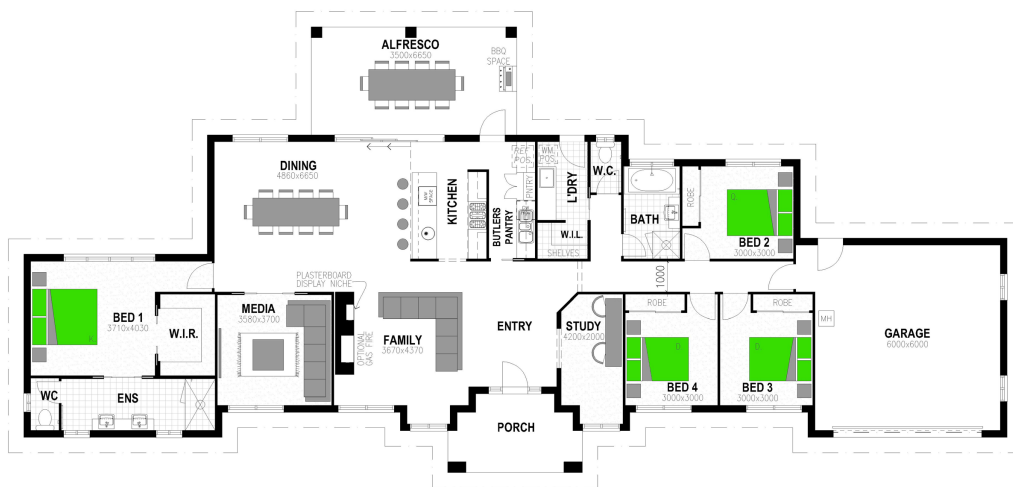 ALFRESCO
3500x6650
BBQ
SPACE
DINING
4860x6650
KITCHEN
M/W
SPACE
REF.
POS.
PANTRY
BUTLERS
PANTRY
WM.
POS.
L'DRY
W.C.
W.I.L.
SHELVES
BATH
ROBE
BED 2
3000x3000
1000
BED 1
3710x4030
W.I.R.
WC
ENS
PLASTERBOARD
DISPLAY NICHE
MEDIA
3580x3700
OPTIONAL
GAS FIRE
FAMILY
3670x4370
ENTRY
PORCH
STUDY
4200x2000
ROBE
BED 4
3000x3000
ROBE
BED 3
3000x3000
MH
GARAGE
6000x6000